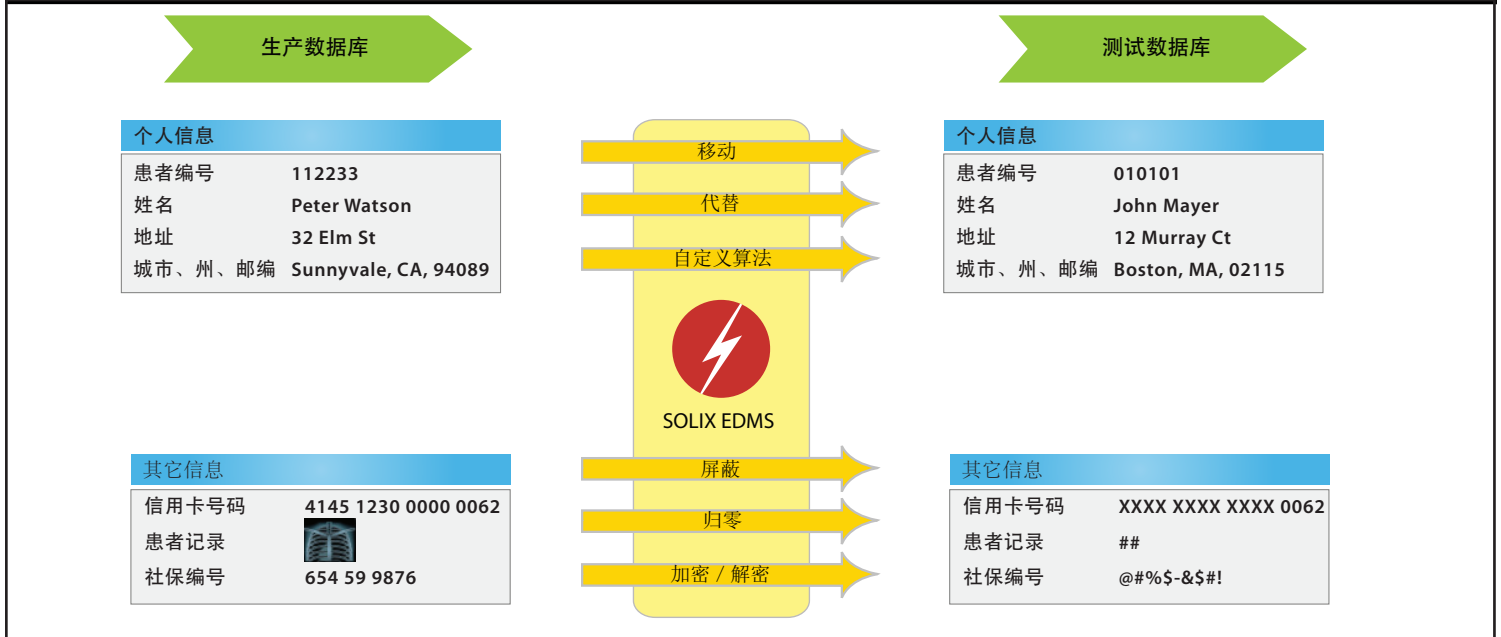 生产数据库
测试数据库
个人信息
患者编号 112233
姓名 Peter Watson
地址 32 Elm St
城市、州、邮编 Sunnyvale, CA, 94089
移动
代替
自定义算法
SOLIX EDMS
屏蔽
归零
加密 / 解密
个人信息
患者编号 010101
姓名 John Mayer
地址 12 Murray Ct
城市、州、邮编 Boston, MA, 02115
其它信息
信用卡号码 4145 1230 0000 0062
患者记录
社保编号 654 59 9876
其它信息
信用卡号码 XXXX XXXX XXXX 0062
患者记录 ##
社保编号 @#%$-&$#!